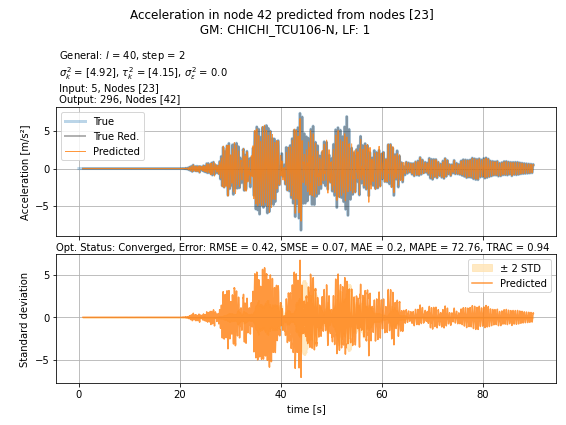 Acceleration in node 42 predicted from nodes [23]
GM: CHICHI_TCU106-N, LF: 1
General: l = 40, step = 2
σ²ₖ = [4.92], τ²ₖ = [4.15], σ²ε = 0.0
Input: 5, Nodes [23]
Output: 296, Nodes [42]
True
True Red.
Predicted
5
0
−5
Acceleration [m/s²]
Opt. Status: Converged, Error: RMSE = 0.42, SMSE = 0.07, MAE = 0.2, MAPE = 72.76, TRAC = 0.94
± 2 STD
Predicted
5
0
−5
Standard deviation
0 20 40 60 80
time [s]